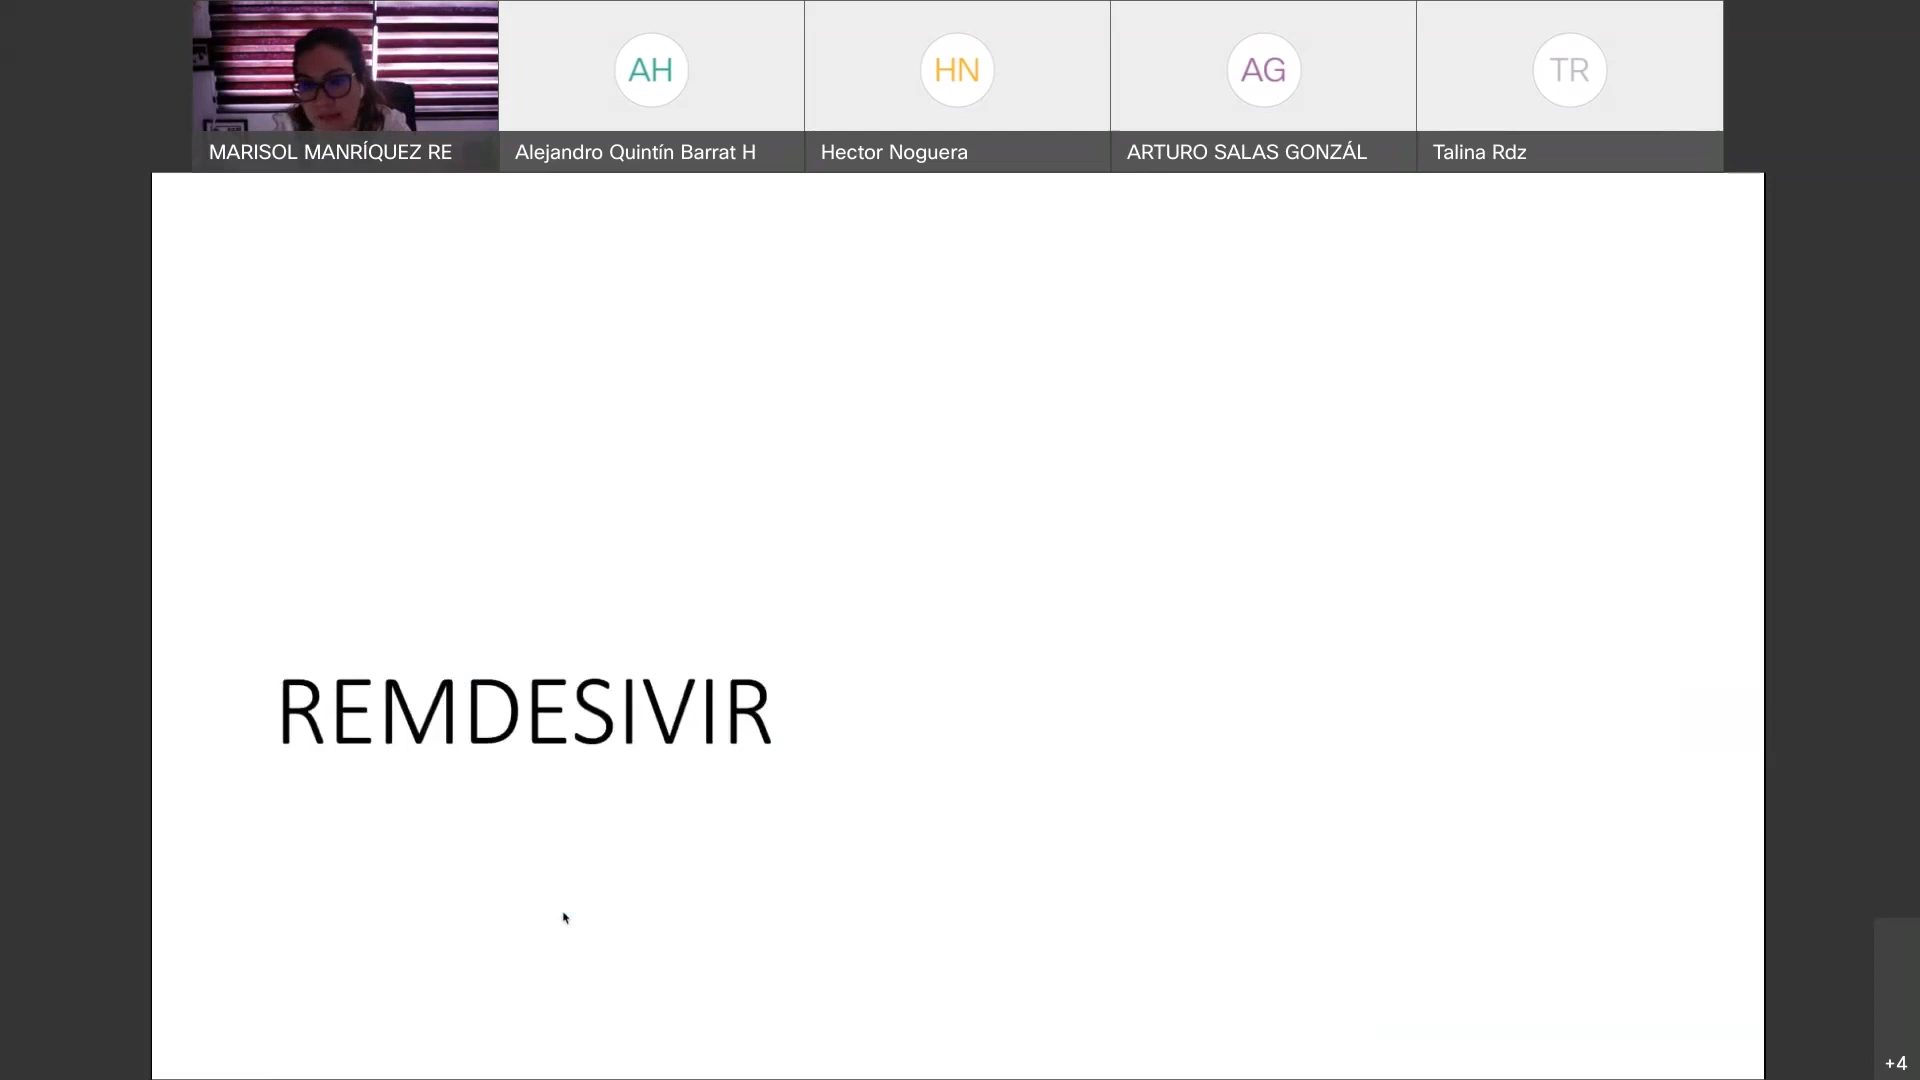 AH
HN
AG
TR
MARISOL MANRÍQUEZ RE
Alejandro Quintín Barrat H
Hector Noguera
ARTURO SALAS GONZÁL
Talina Rdz
REMDESIVIR
+4